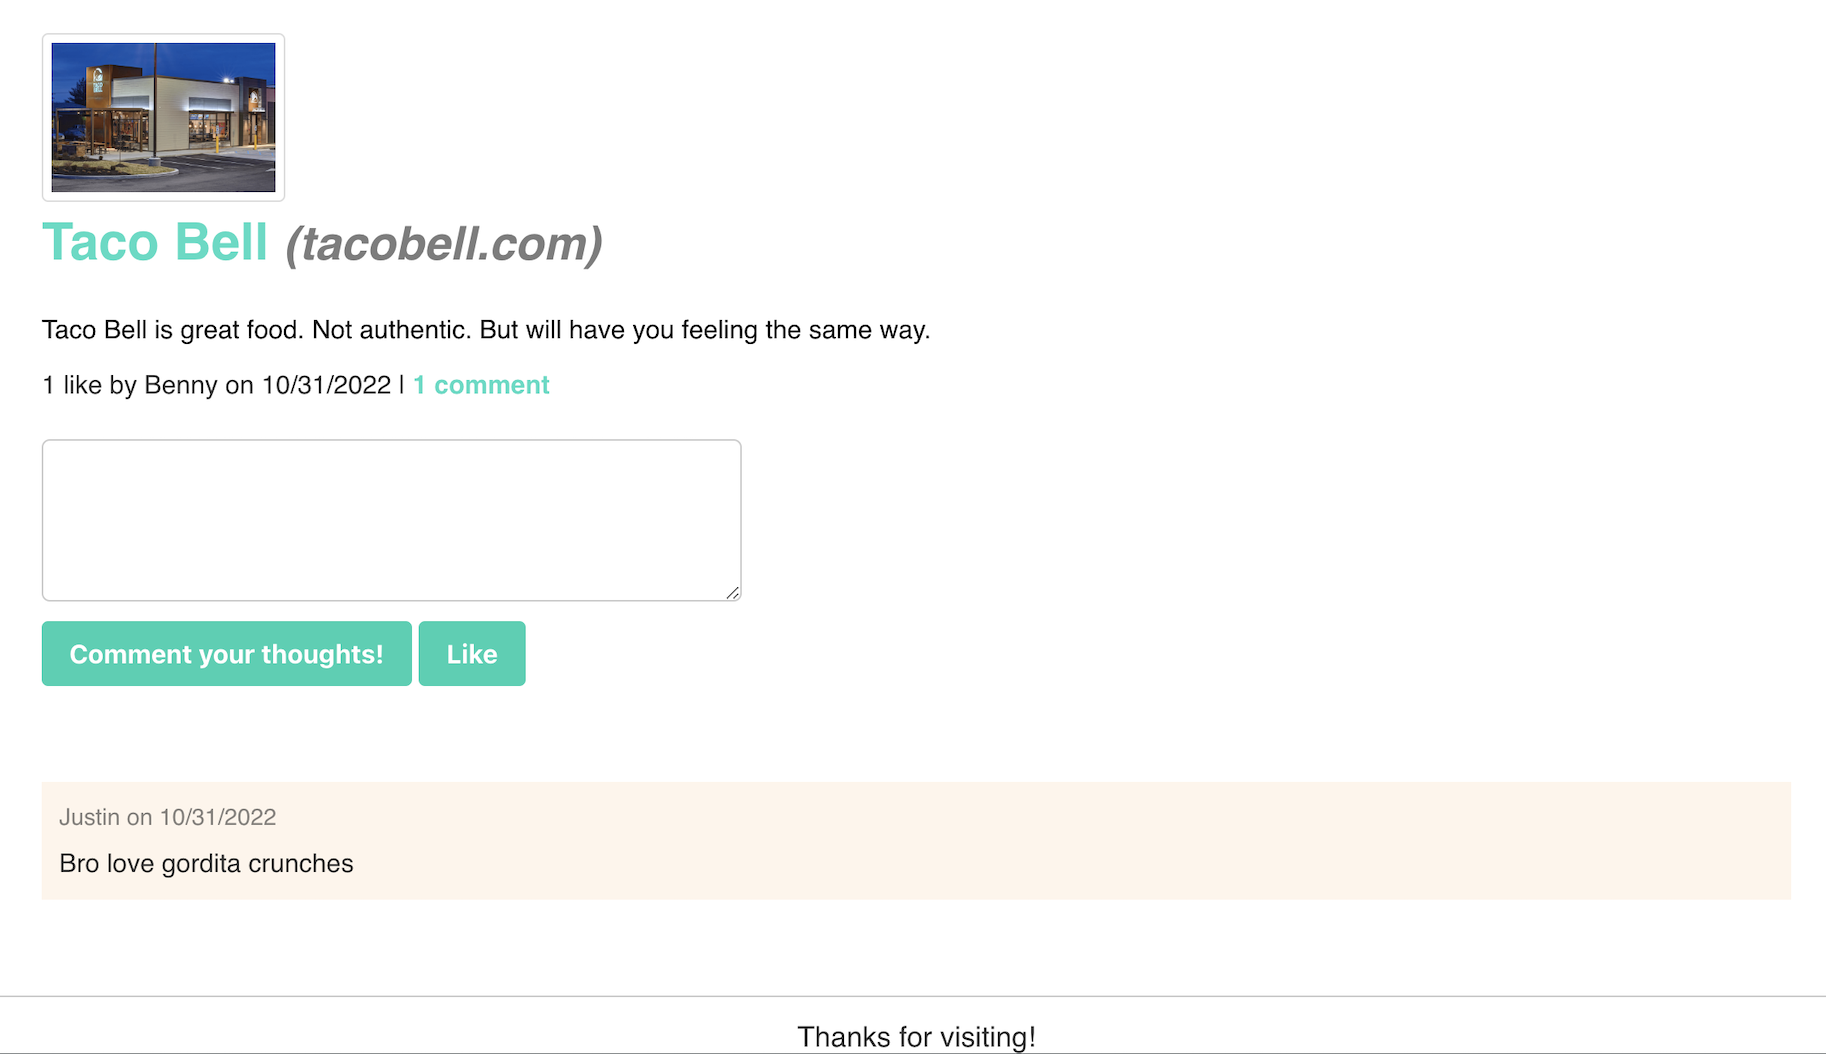 Taco Bell (tacobell.com)
Taco Bell is great food. Not authentic. But will have you feeling the same way.
1 like by Benny on 10/31/2022 | 1 comment
Comment your thoughts! Like
Justin on 10/31/2022
Bro love gordita crunches
Thanks for visiting!